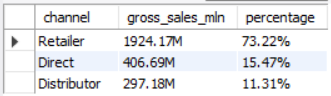 channel gross_sales_mln percentage
Retailer 1924.17M 73.22%
Direct 406.69M 15.47%
Distributor 297.18M 11.31%